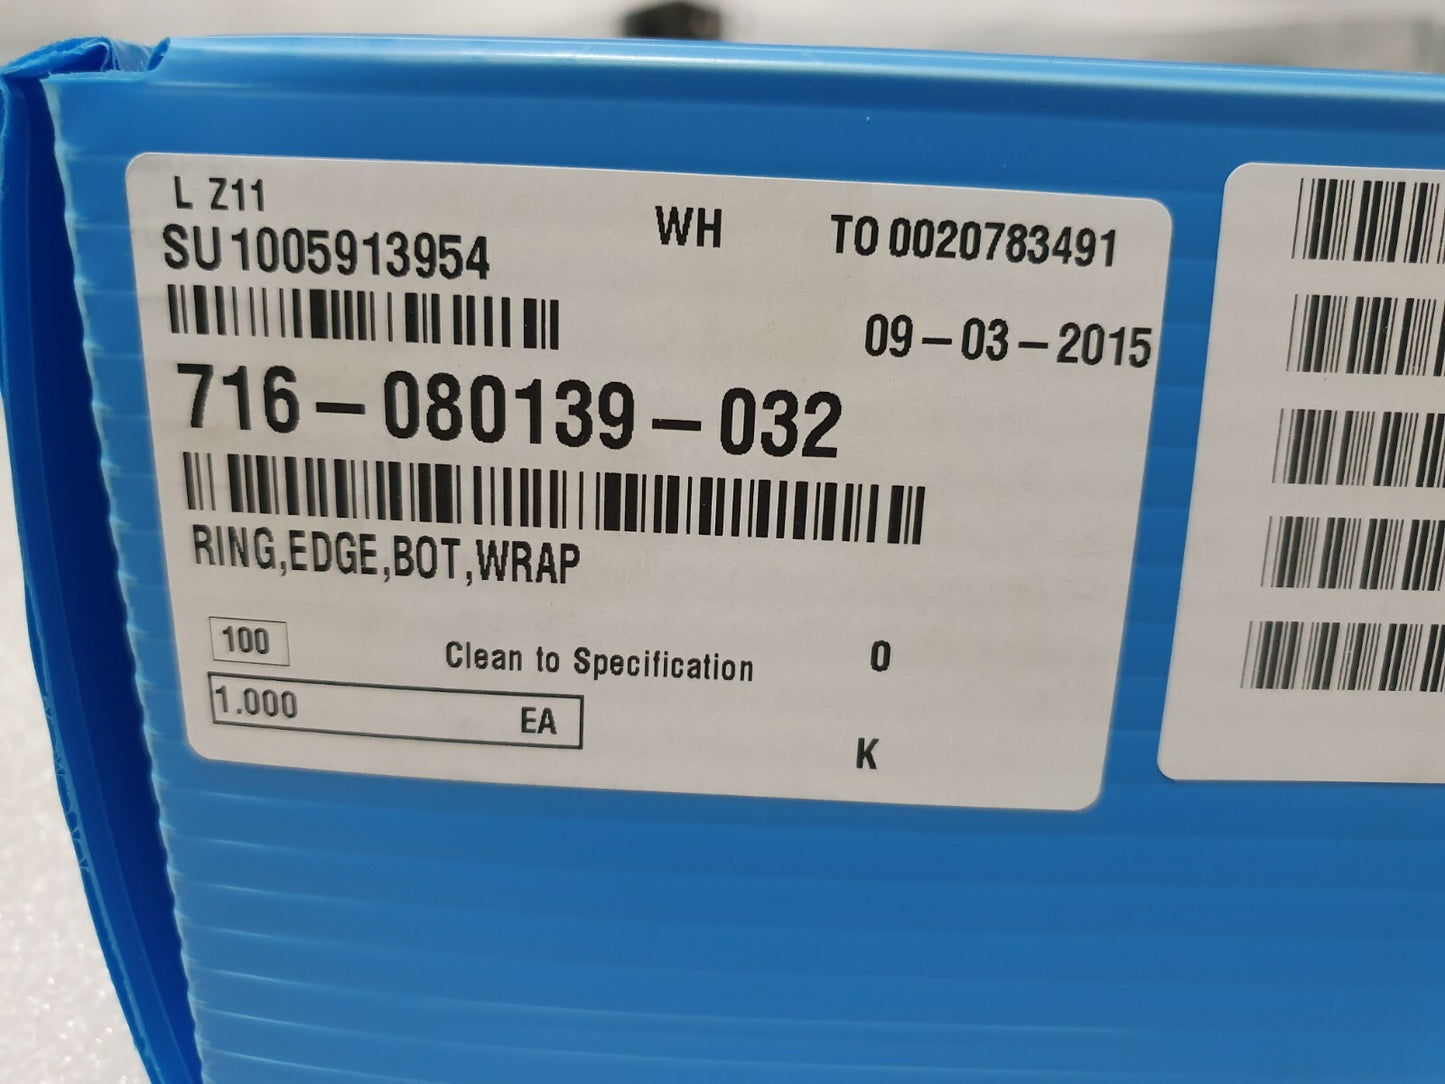 L Z11
SU 1005913954 WH TO 0020783491
09-03-2015
716-080139-032
RING,EDGE,BOT,WRAP
100 Clean to Specification 0
1.000 EA
K